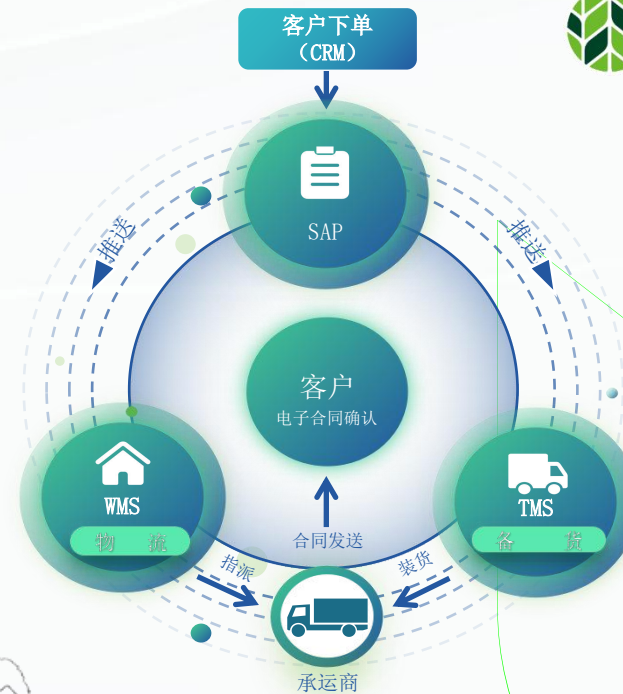 客户下单
（CRM）
SAP
推送
推送
客户
电子合同确认
WMS
物 流
TMS
备 货
合同发送
指派
装货
承运商